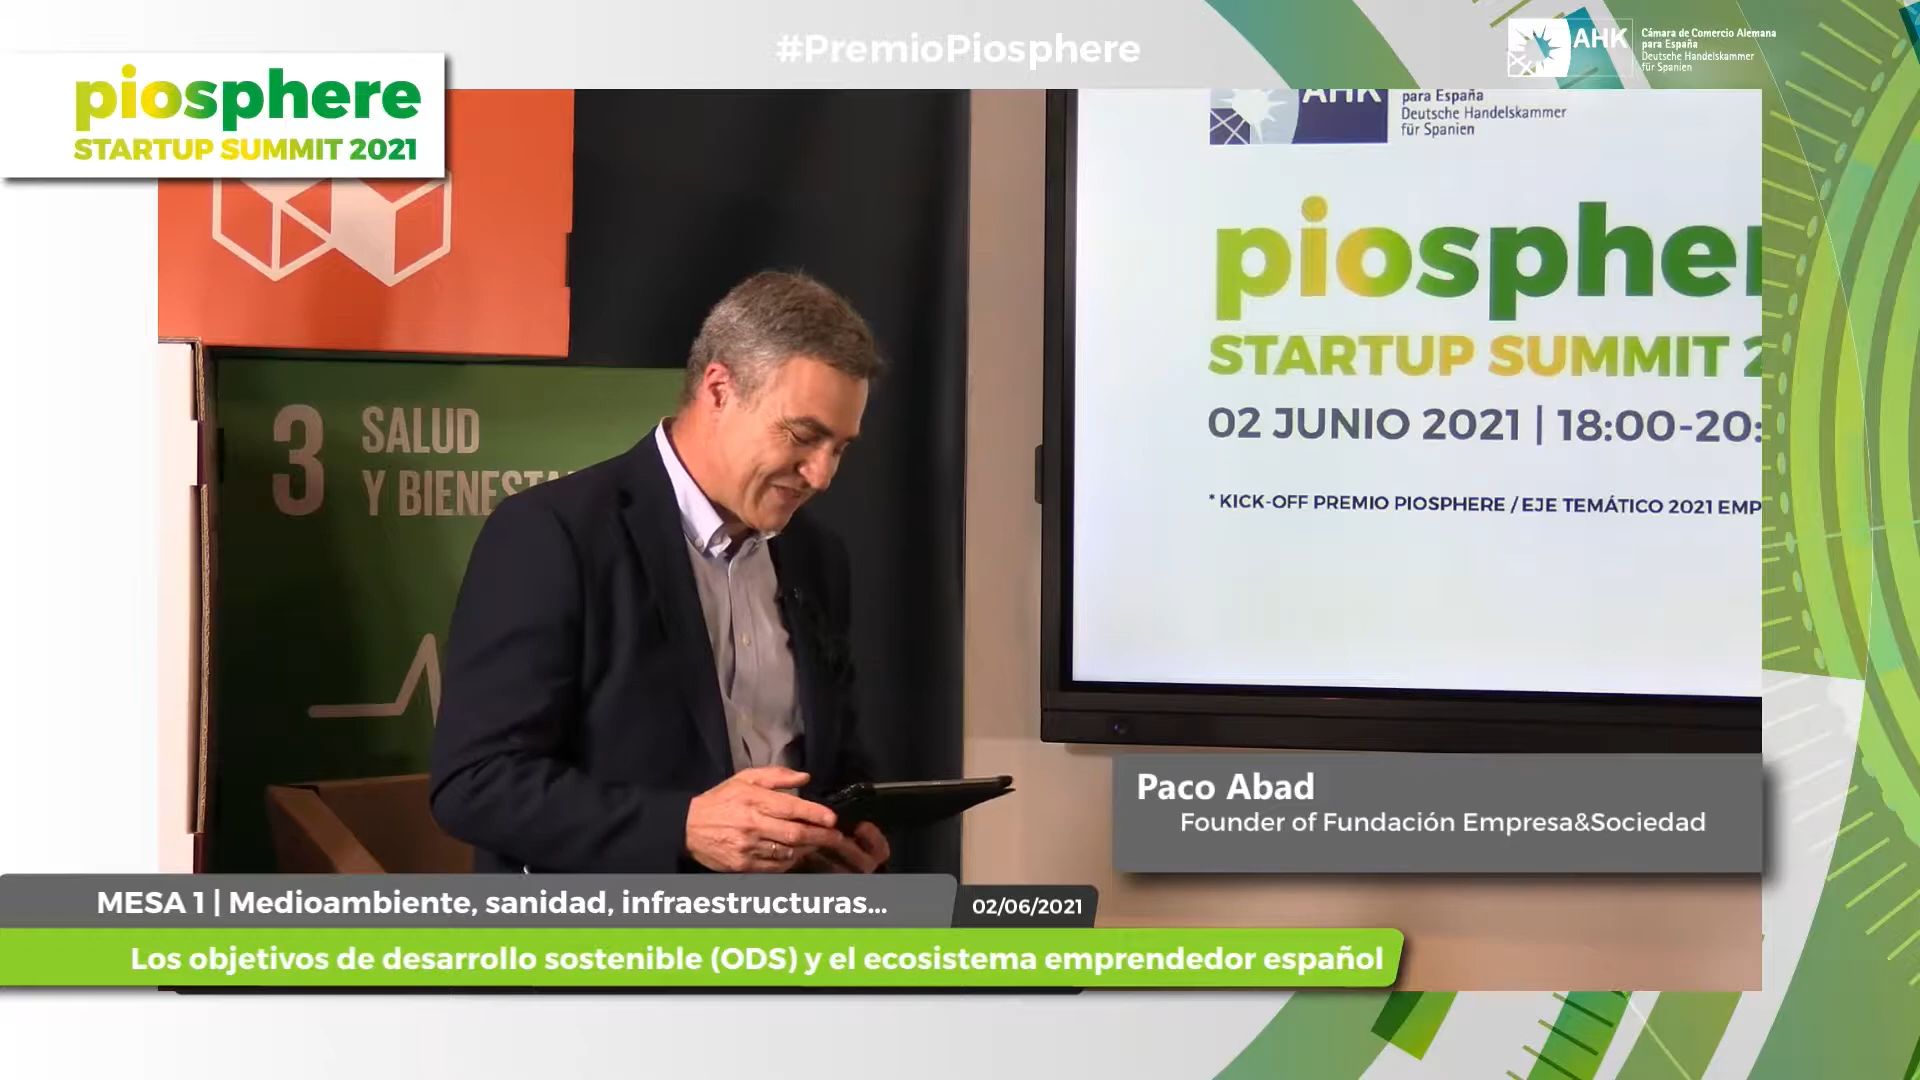 #PremioPiosphere
AHK
Cámara de Comercio Alemana
para España
Deutsche Handelskammer
für Spanien
piosphere
STARTUP SUMMIT 2021
AHK
para España
Deutsche Handelskammer
für Spanien
piospher
STARTUP SUMMIT 2
02 JUNIO 2021 | 18:00-20:
* KICK-OFF PREMIO PIOSPHERE / EJE TEMÁTICO 2021 EMP
3 SALUD
Y BIENESTA
Paco Abad
Founder of Fundación Empresa&Sociedad
MESA 1 | Medioambiente, sanidad, infraestructuras...
02/06/2021
Los objetivos de desarrollo sostenible (ODS) y el ecosistema emprendedor español